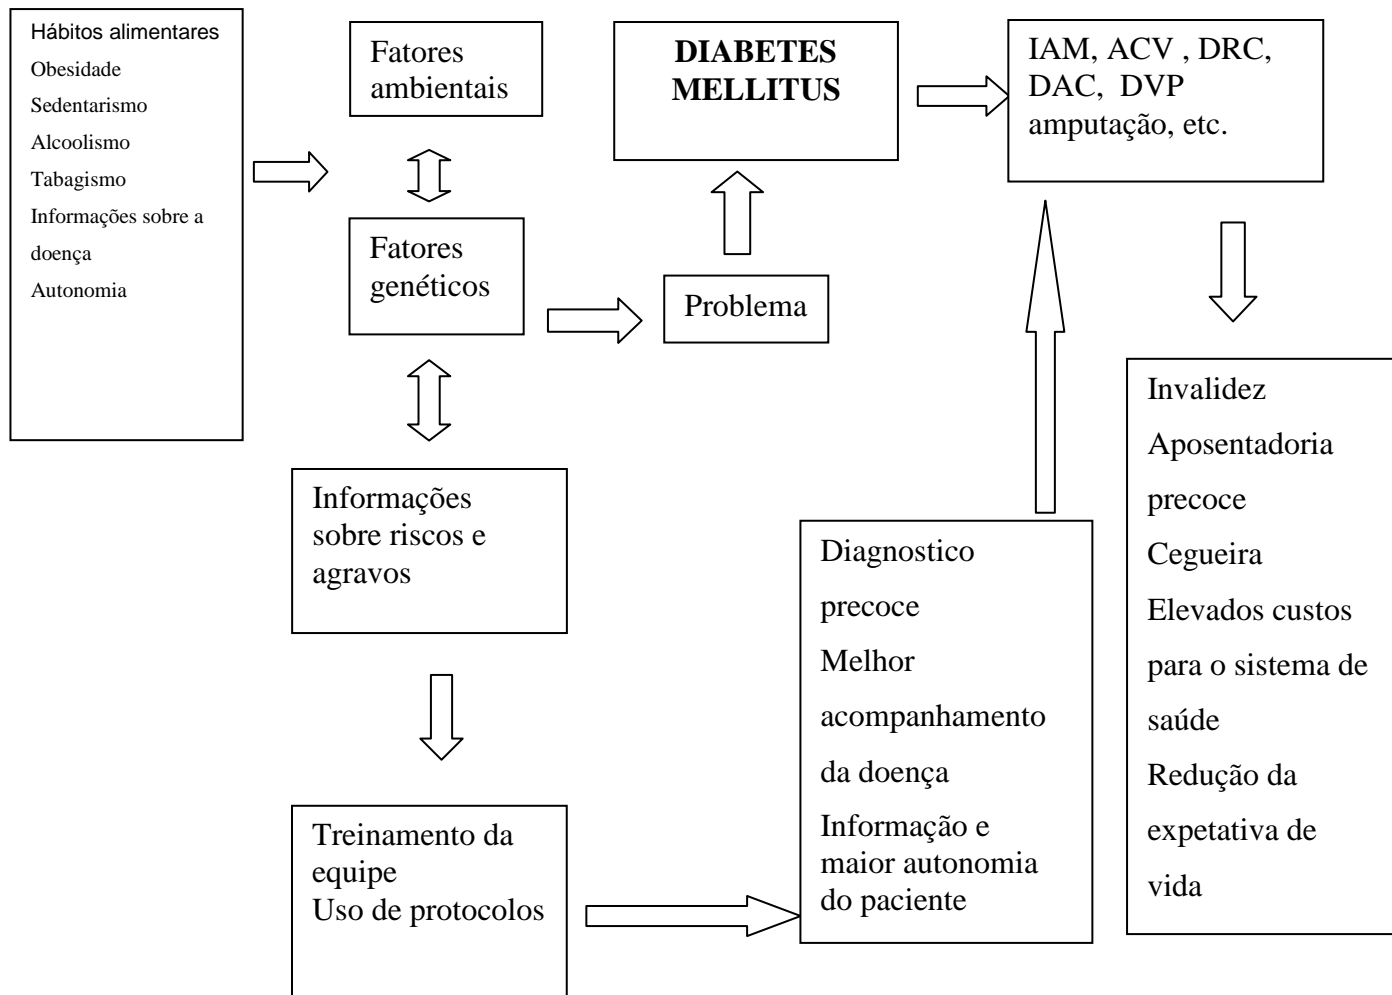 Hábitos alimentares
Obesidade
Sedentarismo
Alcoolismo
Tabagismo
Informações sobre a
doença
Autonomia
Fatores
ambientais
Fatores
genéticos
Informações
sobre riscos e
agravos
Treinamento da
equipe
Uso de protocolos
DIABETES
MELLITUS
Problema
Diagnostico
precoce
Melhor
acompanhamento
da doença
Informação e
maior autonomia
do paciente
IAM, ACV , DRC,
DAC, DVP
amputação, etc.
Invalidez
Aposentadoria
precoce
Cegueira
Elevados custos
para o sistema de
saúde
Redução da
expetativa de
vida